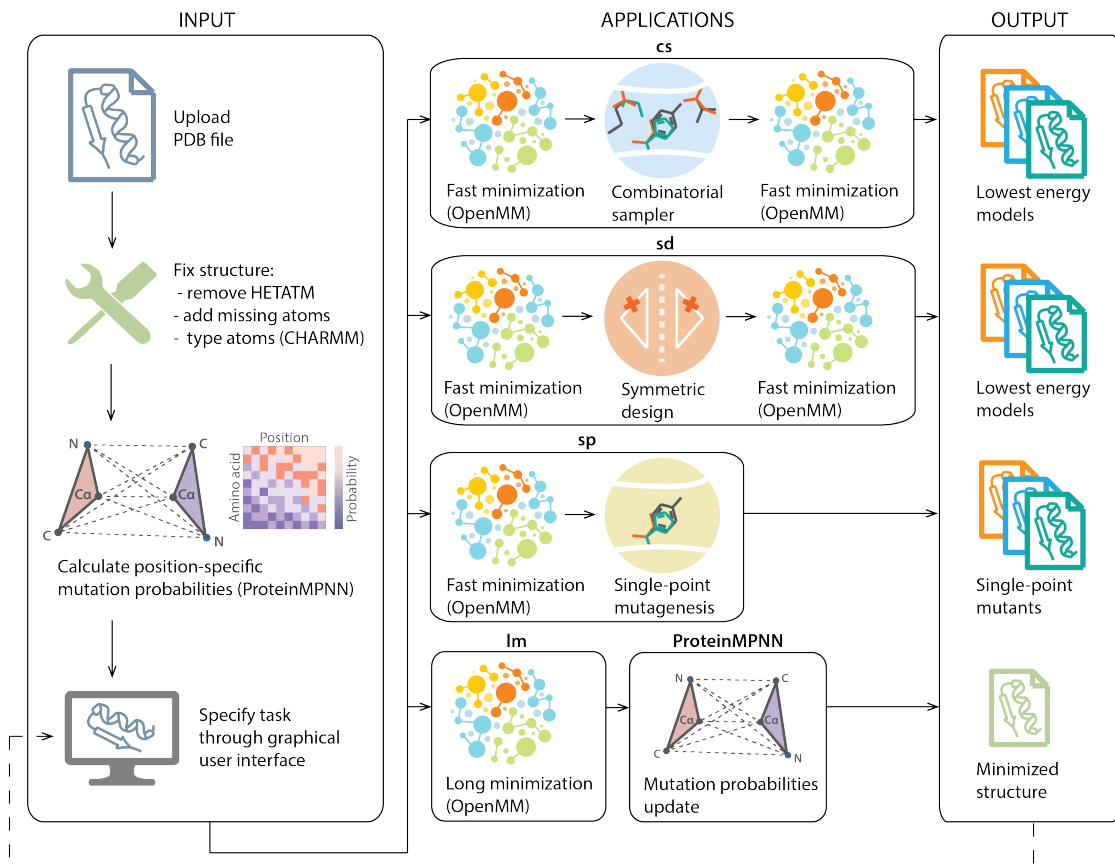 INPUT
Upload
PDB file
Fix structure:
- remove HETATM
- add missing atoms
- type atoms (CHARMM)
N
C
Cα
Cα
C
N
Position
Amino acid
Probability
Calculate position-specific
mutation probabilities (ProteinMPNN)
Specify task
through graphical
user interface
APPLICATIONS
cs
Fast minimization
(OpenMM)
Combinatorial
sampler
Fast minimization
(OpenMM)
sd
Fast minimization
(OpenMM)
Symmetric
design
Fast minimization
(OpenMM)
sp
Fast minimization
(OpenMM)
Single-point
mutagenesis
lm
Long minimization
(OpenMM)
ProteinMPNN
N
C
Cα
Cα
C
N
Mutation probabilities
update
OUTPUT
Lowest energy
models
Lowest energy
models
Single-point
mutants
Minimized
structure